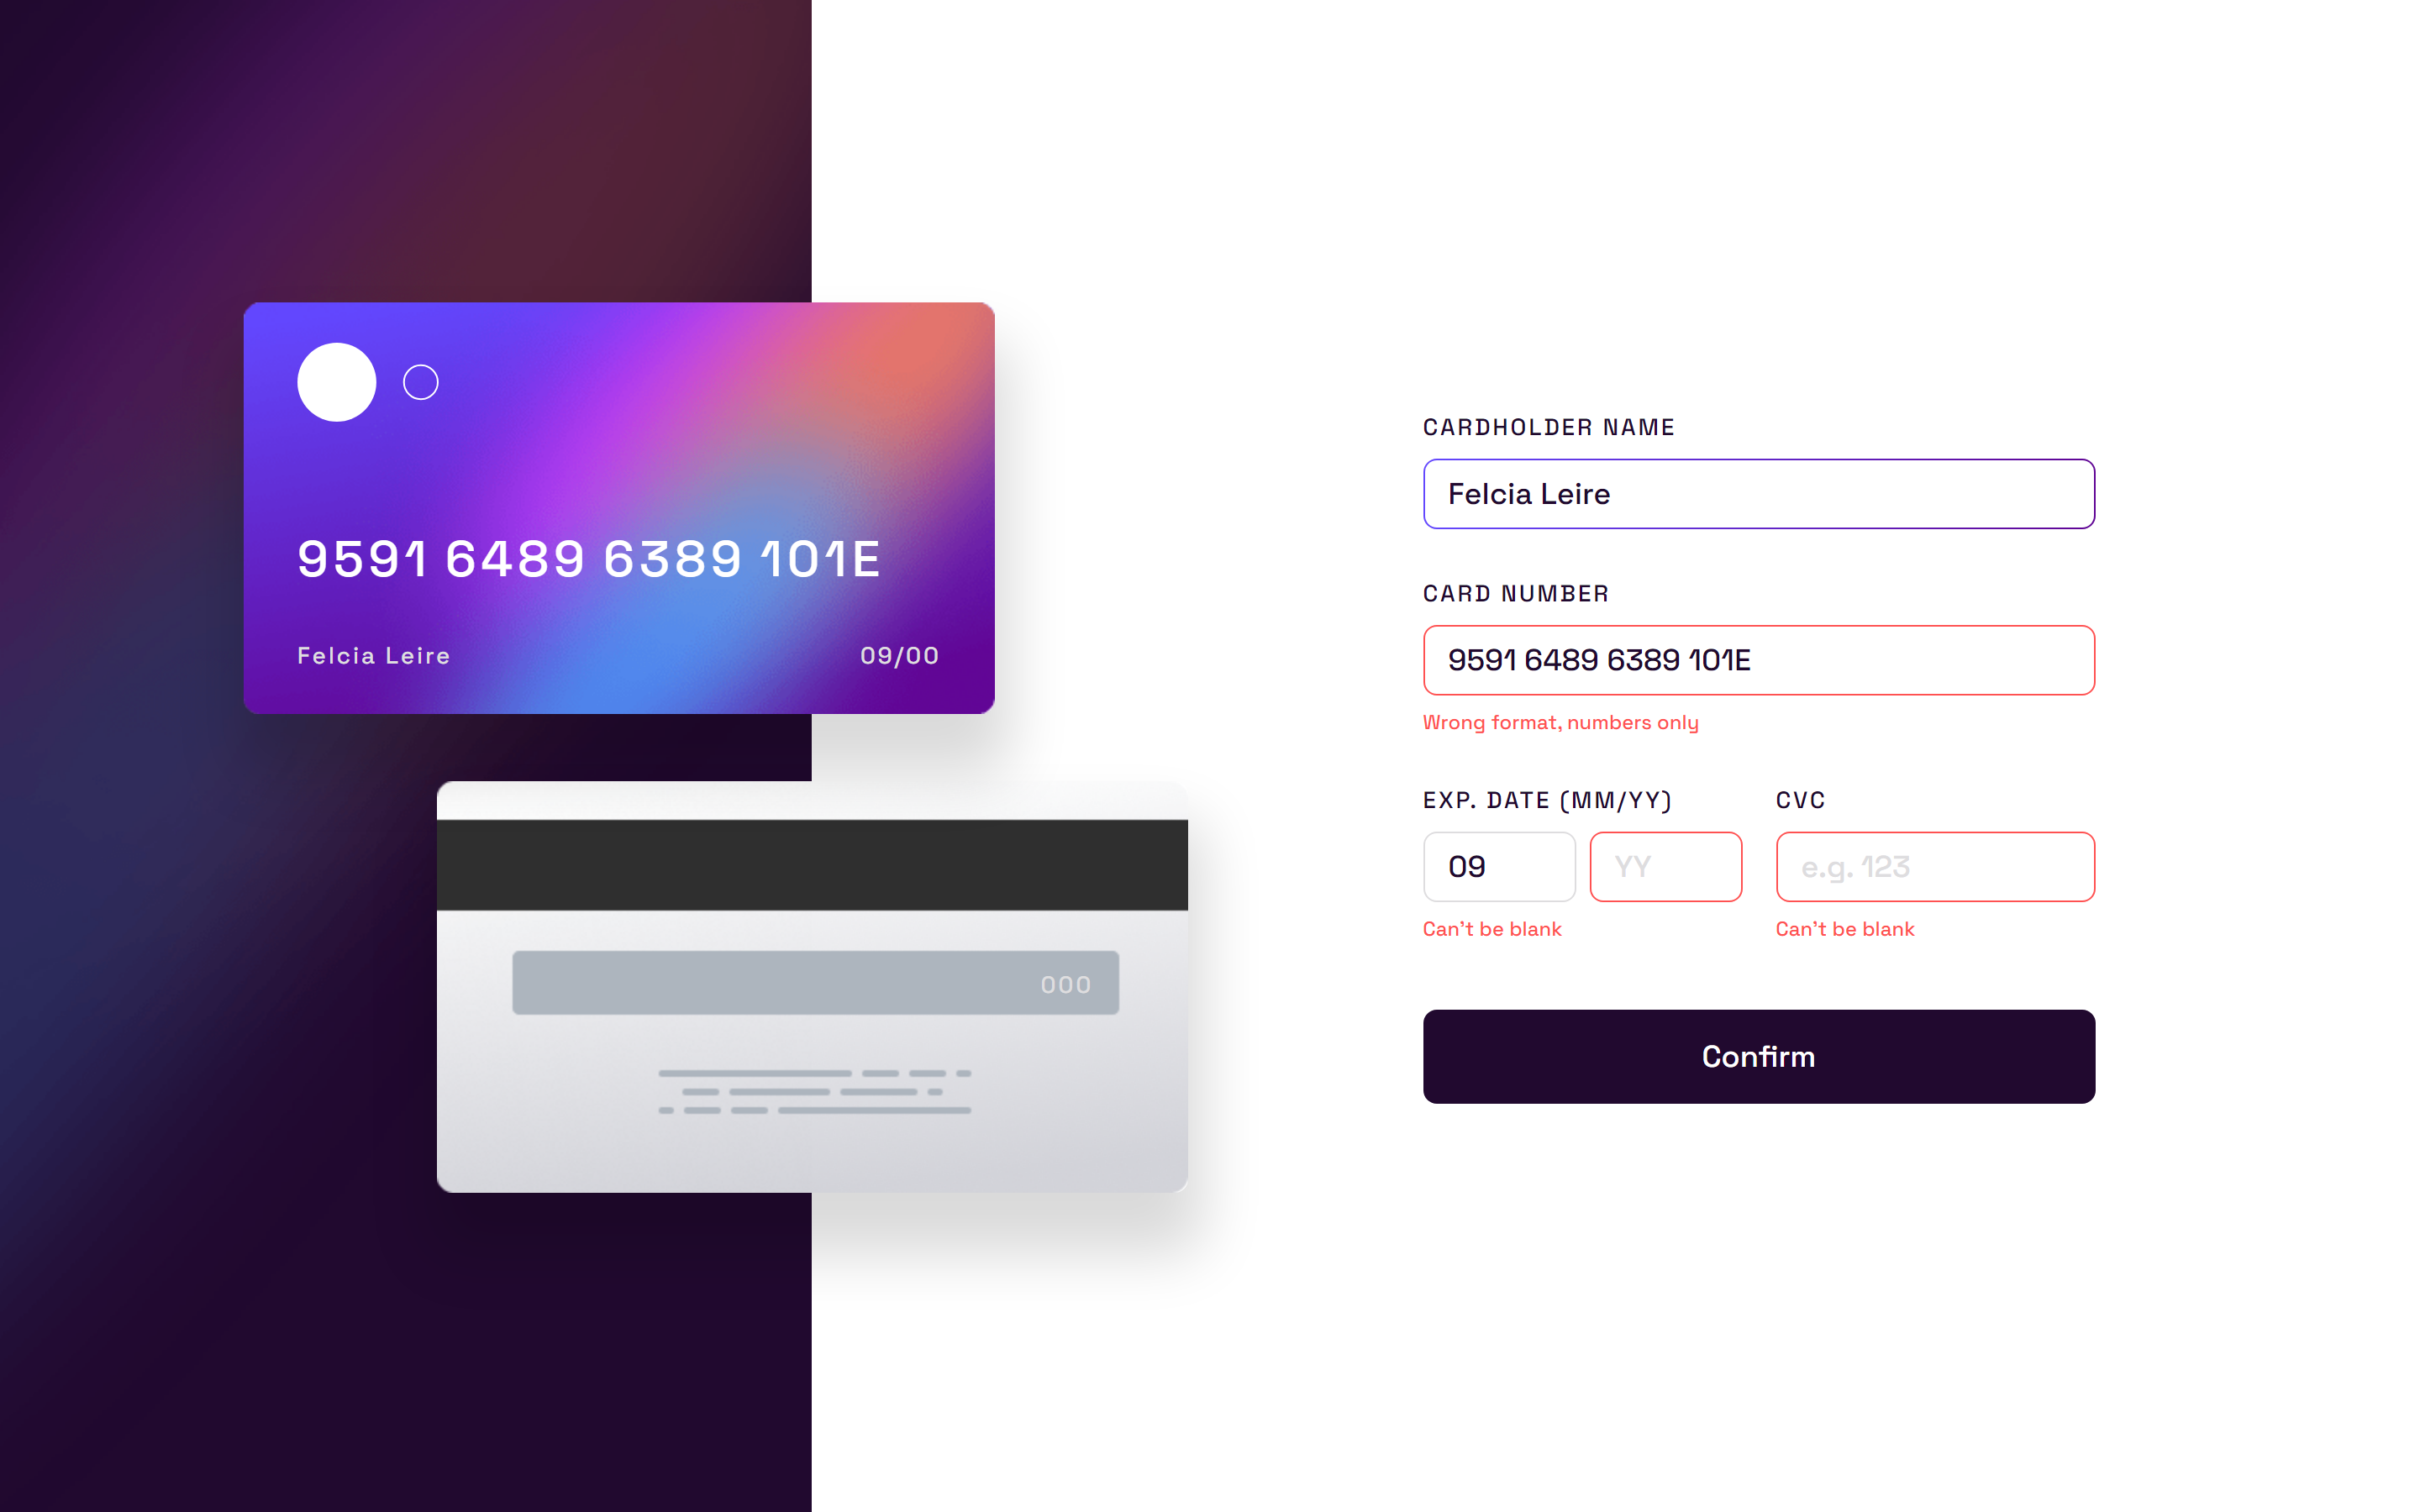 9591 6489 6389 101E
Felcia Leire 09/00
000
CARDHOLDER NAME
Felcia Leire
CARD NUMBER
9591 6489 6389 101E
Wrong format, numbers only
EXP. DATE (MM/YY) CVC
09 YY e.g. 123
Can't be blank Can't be blank
Confirm